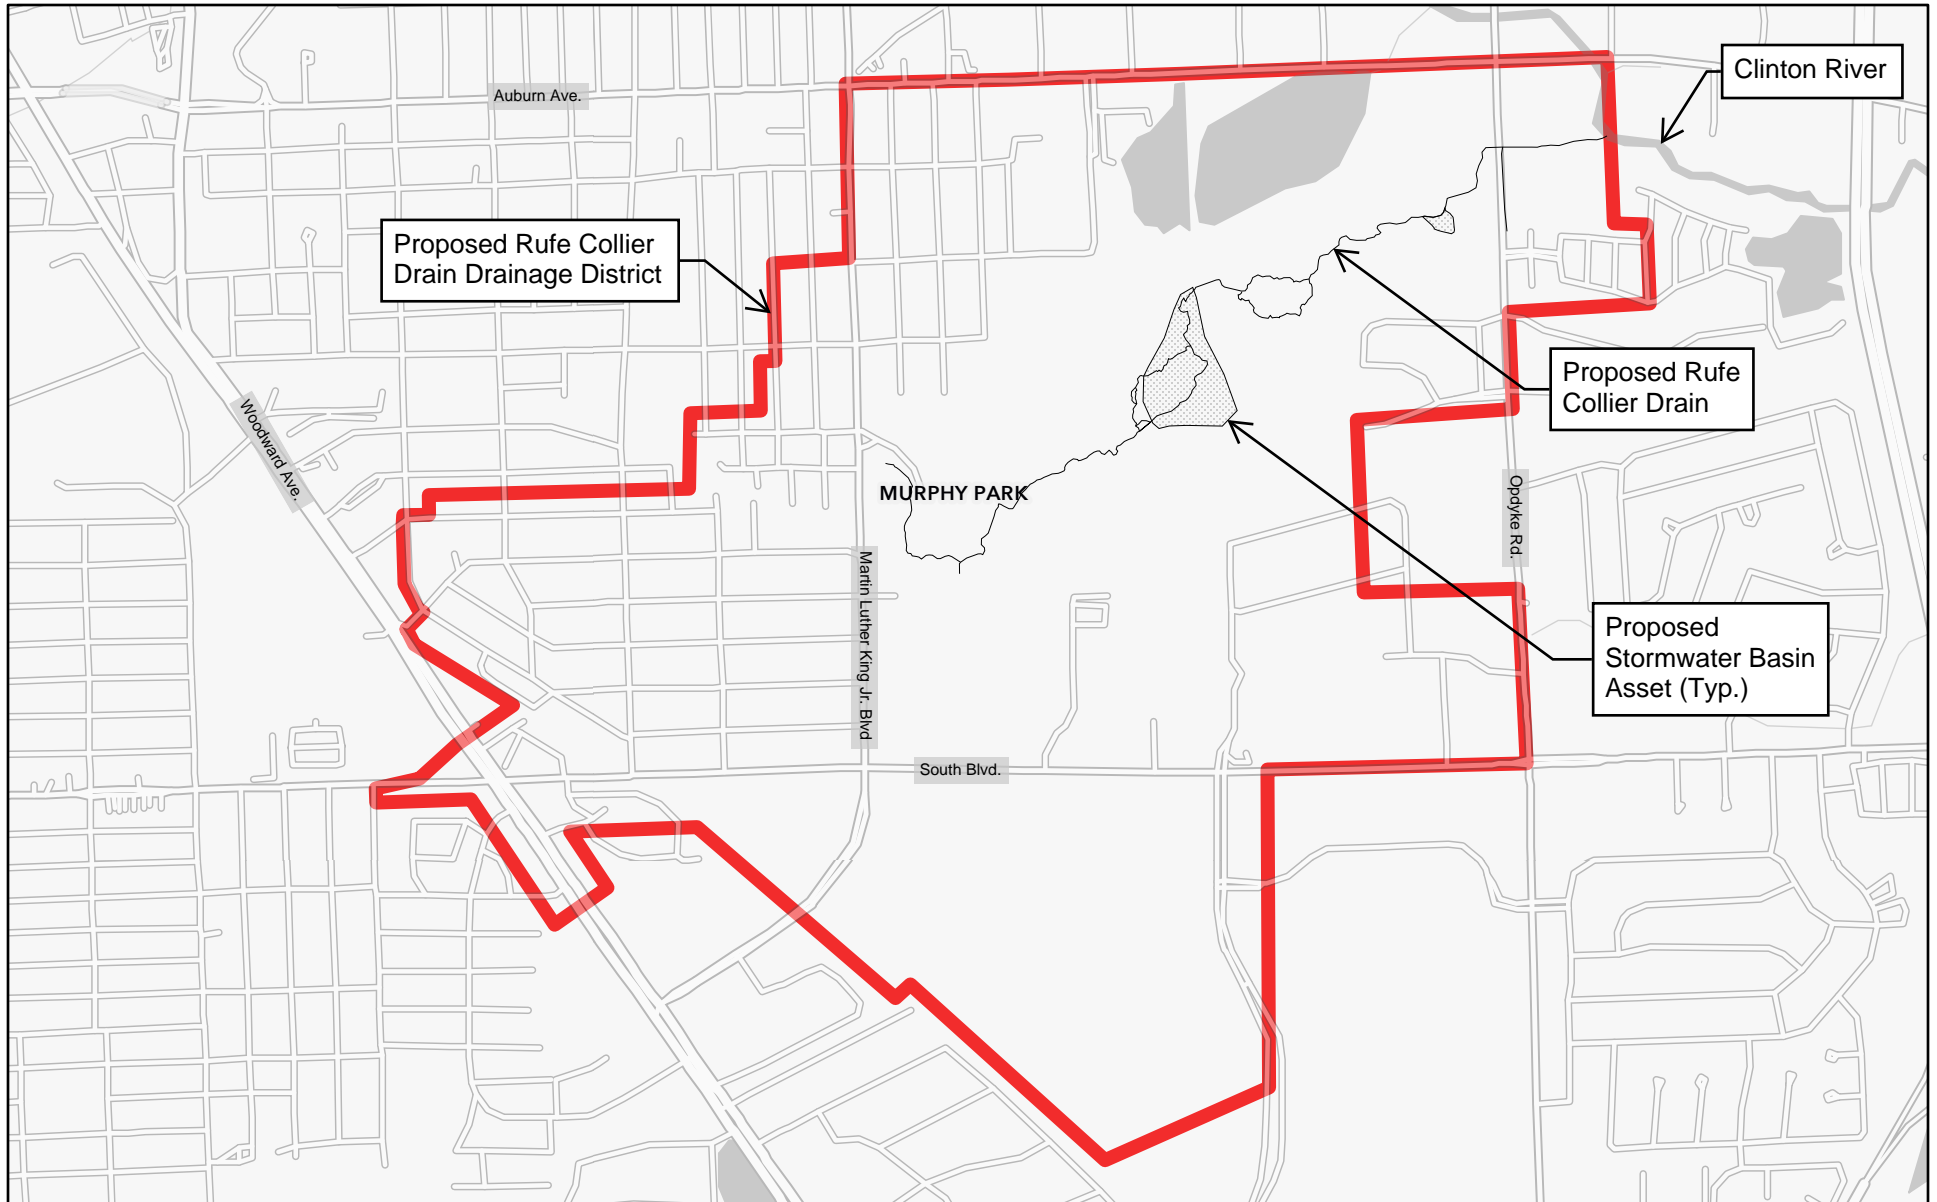 Clinton River
Auburn Ave.
Proposed Rufe Collier
Drain Drainage District
Proposed Rufe
Collier Drain
Woodward Ave.
MURPHY PARK
Opdyke Rd.
Martin Luther King Jr. Blvd
Proposed
Stormwater Basin
Asset (Typ.)
South Blvd.